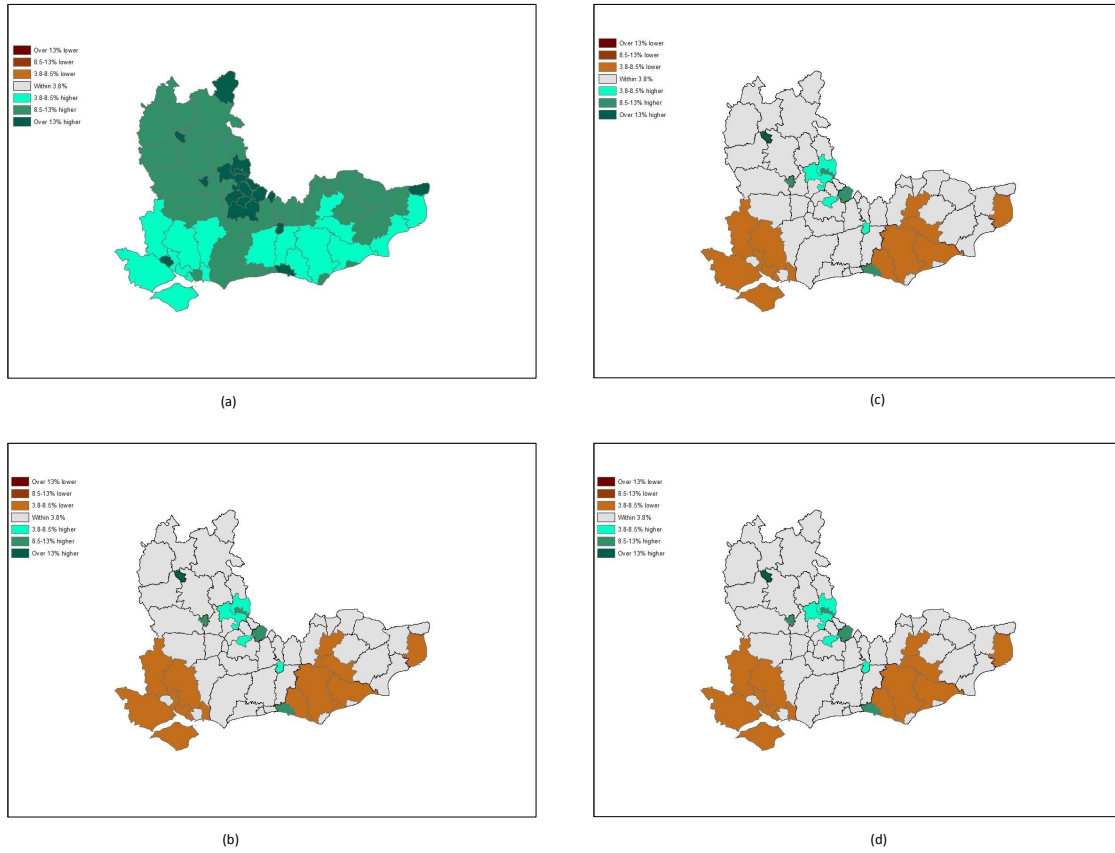 Over 13% lower
8.5-13% lower
3.8-8.5% lower
Within 3.8%
3.8-8.5% higher
8.5-13% higher
Over 13% higher
(a)
Over 13% lower
8.5-13% lower
3.8-8.5% lower
Within 3.8%
3.8-8.5% higher
8.5-13% higher
Over 13% higher
(c)
Over 13% lower
8.5-13% lower
3.8-8.5% lower
Within 3.8%
3.8-8.5% higher
8.5-13% higher
Over 13% higher
(b)
Over 13% lower
8.5-13% lower
3.8-8.5% lower
Within 3.8%
3.8-8.5% higher
8.5-13% higher
Over 13% higher
(d)